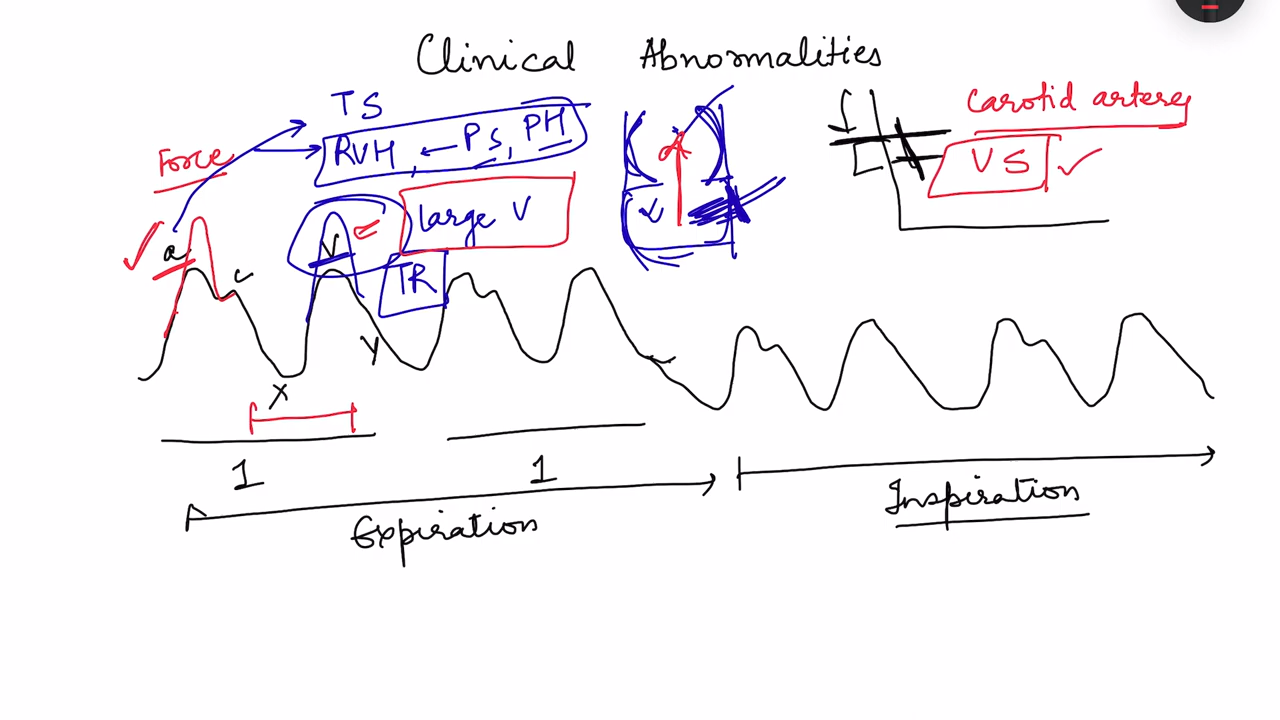 Clinical Abnormalities
TS
RVH ← PS, PH
Force
Carotid artery
VS ✓
large V
a
c
V
TR
y
x
1
1
Expiration
Inspiration